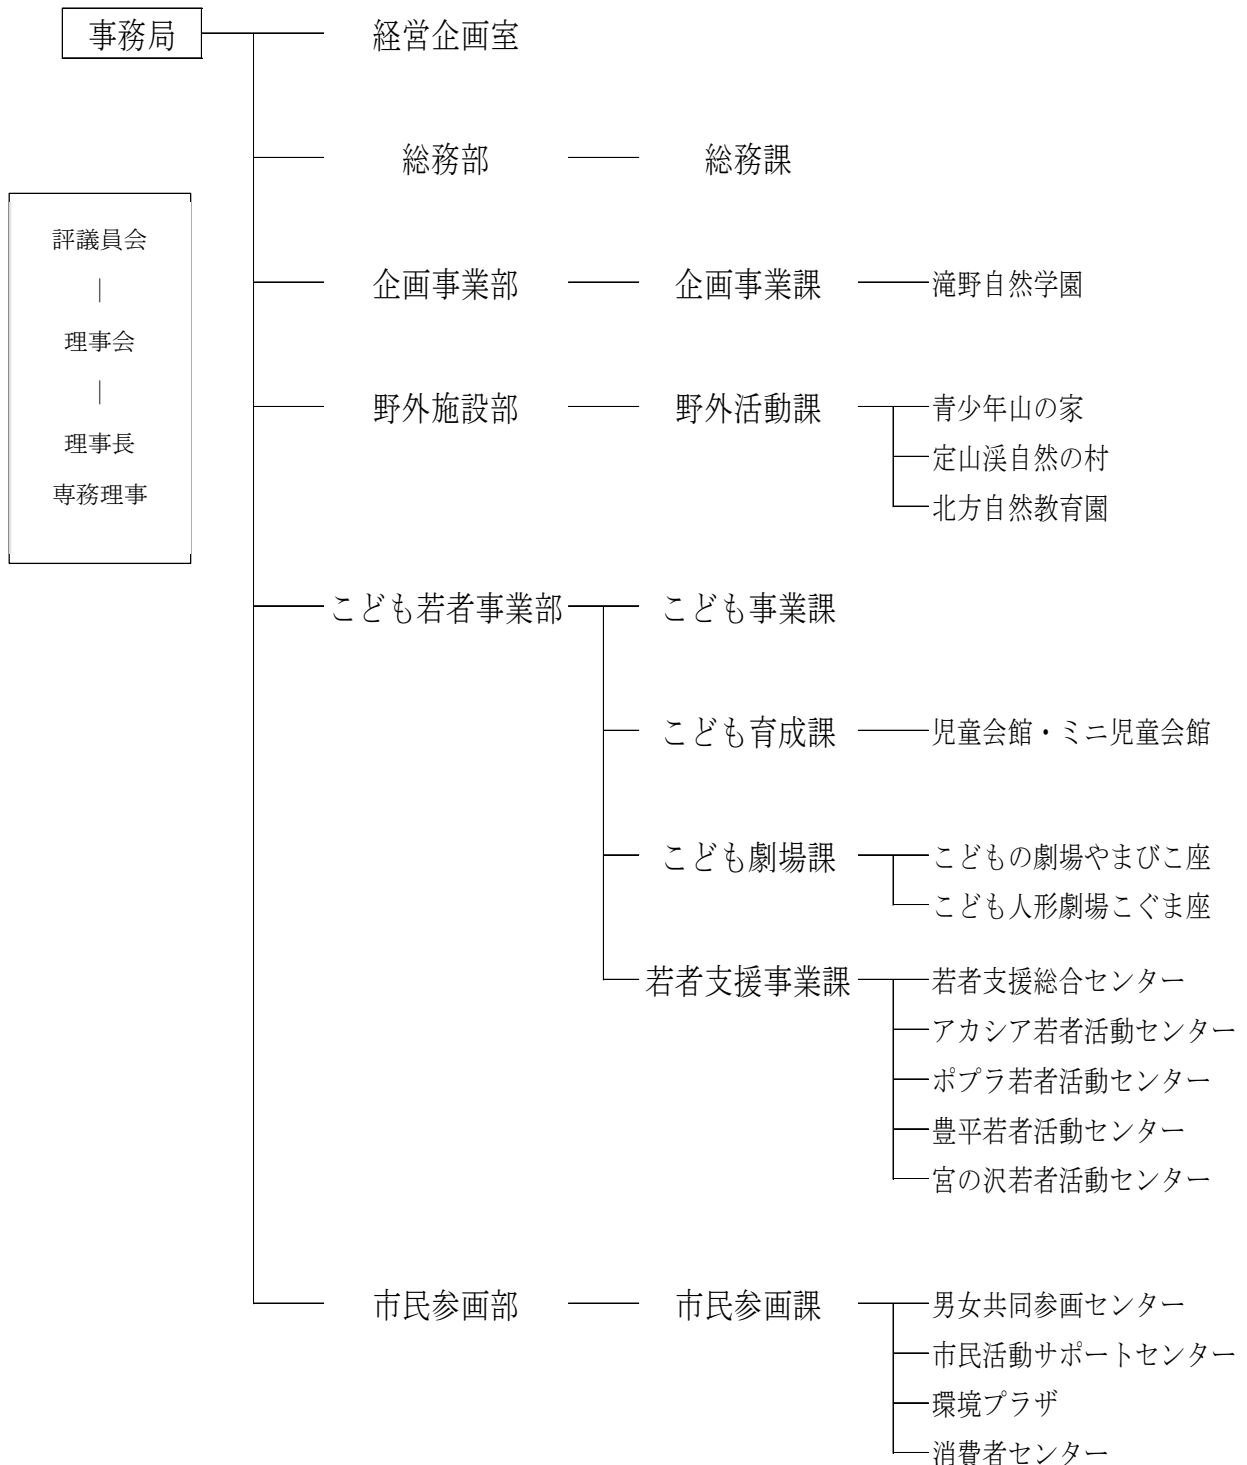 事務局 経営企画室
総務部 総務課
評議員会
｜
理事会
｜
理事長
専務理事
企画事業部 企画事業課 滝野自然学園
野外施設部 野外活動課 青少年山の家
定山渓自然の村
北方自然教育園
こども若者事業部 こども事業課
こども育成課 児童会館・ミニ児童会館
こども劇場課 こどもの劇場やまびこ座
こども人形劇場こぐま座
若者支援事業課 若者支援総合センター
アカシア若者活動センター
ポプラ若者活動センター
豊平若者活動センター
宮の沢若者活動センター
市民参画部 市民参画課 男女共同参画センター
市民活動サポートセンター
環境プラザ
消費者センター